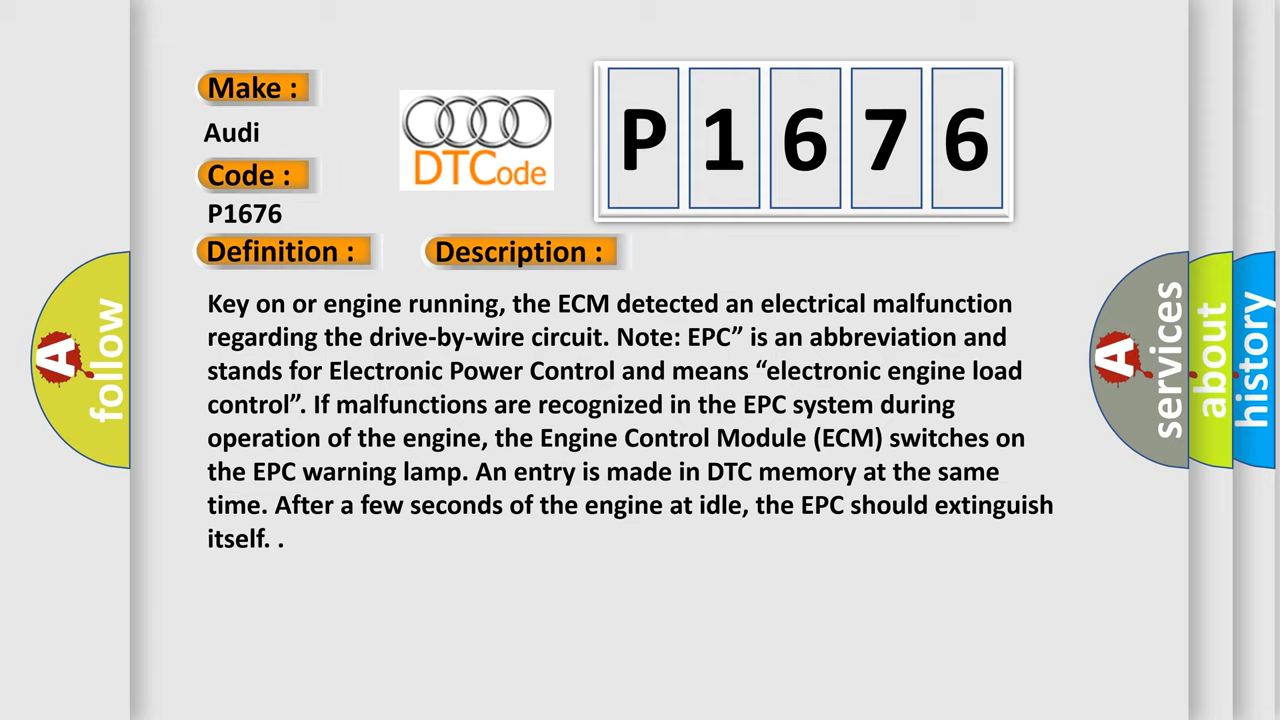 Make :
Audi
Code :
P1676
DTCode
P 1 6 7 6
Definition :
Description :
Key on or engine running, the ECM detected an electrical malfunction
regarding the drive-by-wire circuit. Note: EPC” is an abbreviation and
stands for Electronic Power Control and means “electronic engine load
control”. If malfunctions are recognized in the EPC system during
operation of the engine, the Engine Control Module (ECM) switches on
the EPC warning lamp. An entry is made in DTC memory at the same
time. After a few seconds of the engine at idle, the EPC should extinguish
itself. .
A follow
A services
about
history